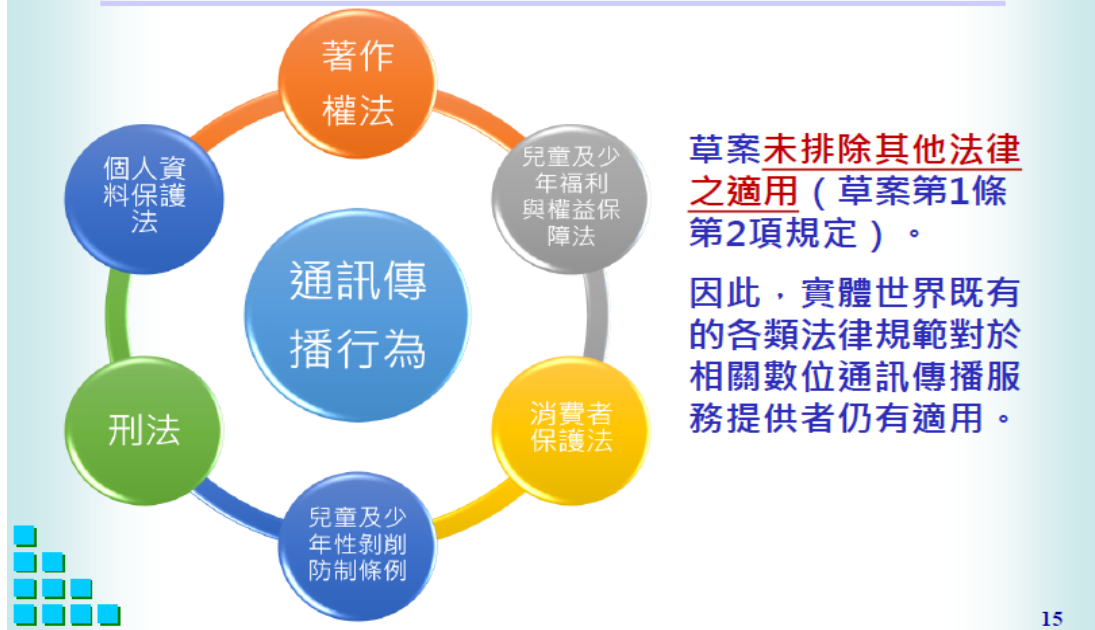 著作
權法
兒童及少
年福利
與權益保
障法
消費者
保護法
兒童及少
年性剝削
防制條例
刑法
個人資
料保護
法
通訊傳
播行為
草案未排除其他法律
之適用（草案第1條
第2項規定）。
因此，實體世界既有
的各類法律規範對於
相關數位通訊傳播服
務提供者仍有適用。
15